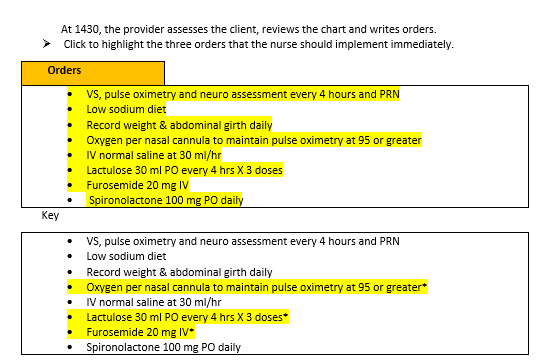 At 1430, the provider assesses the client, reviews the chart and writes orders.
➤ Click to highlight the three orders that the nurse should implement immediately.
Orders
• VS, pulse oximetry and neuro assessment every 4 hours and PRN
• Low sodium diet
• Record weight & abdominal girth daily
• Oxygen per nasal cannula to maintain pulse oximetry at 95 or greater
• IV normal saline at 30 ml/hr
• Lactulose 30 ml PO every 4 hrs X 3 doses
• Furosemide 20 mg IV
• Spironolactone 100 mg PO daily
Key
• VS, pulse oximetry and neuro assessment every 4 hours and PRN
• Low sodium diet
• Record weight & abdominal girth daily
• Oxygen per nasal cannula to maintain pulse oximetry at 95 or greater*
• IV normal saline at 30 ml/hr
• Lactulose 30 ml PO every 4 hrs X 3 doses*
• Furosemide 20 mg IV*
• Spironolactone 100 mg PO daily